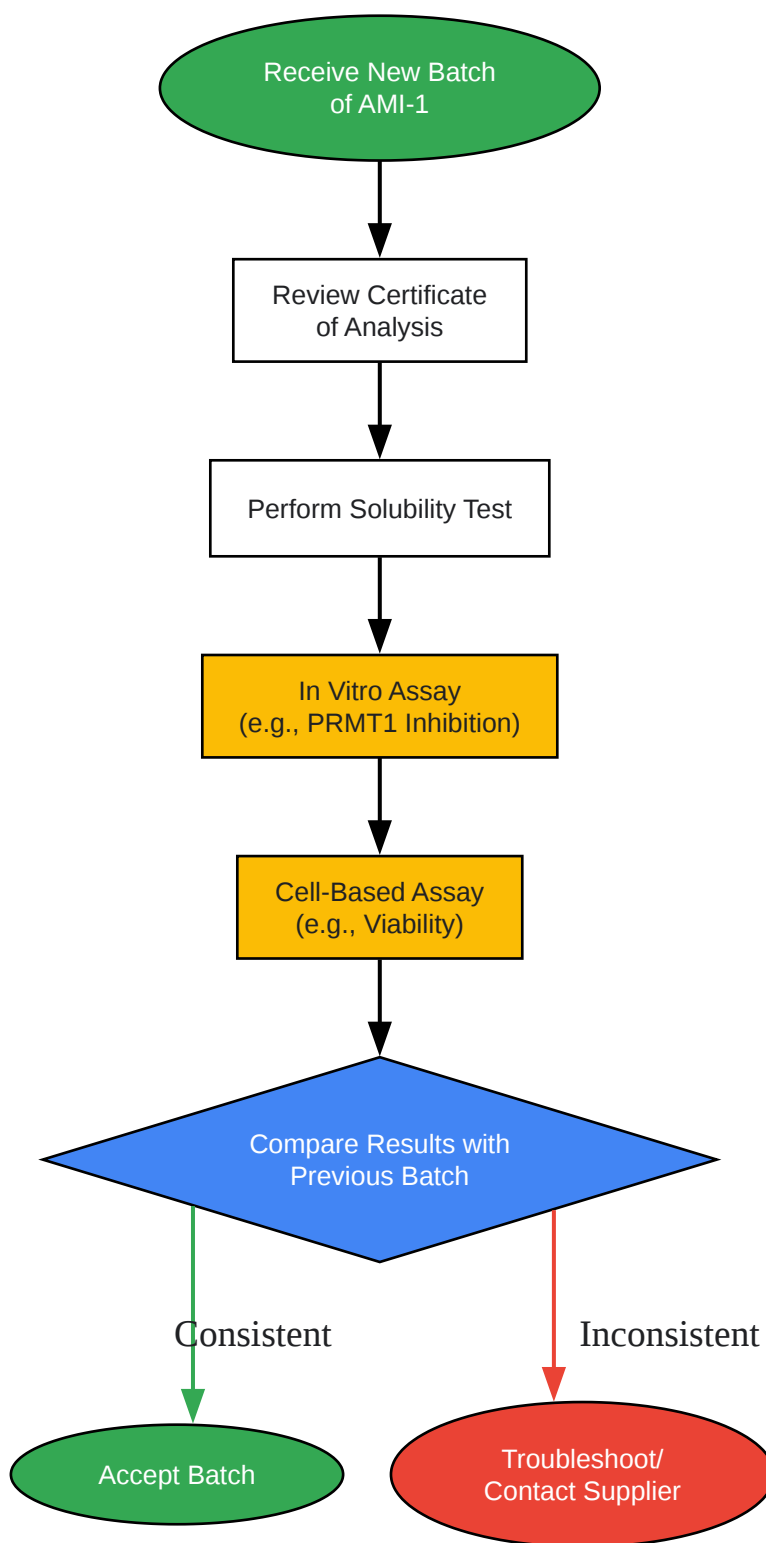 Receive New Batch
of AMI-1
Review Certificate
of Analysis
Perform Solubility Test
In Vitro Assay
(e.g., PRMT1 Inhibition)
Cell-Based Assay
(e.g., Viability)
Compare Results with
Previous Batch
Consistent
Inconsistent
Accept Batch
Troubleshoot/
Contact Supplier